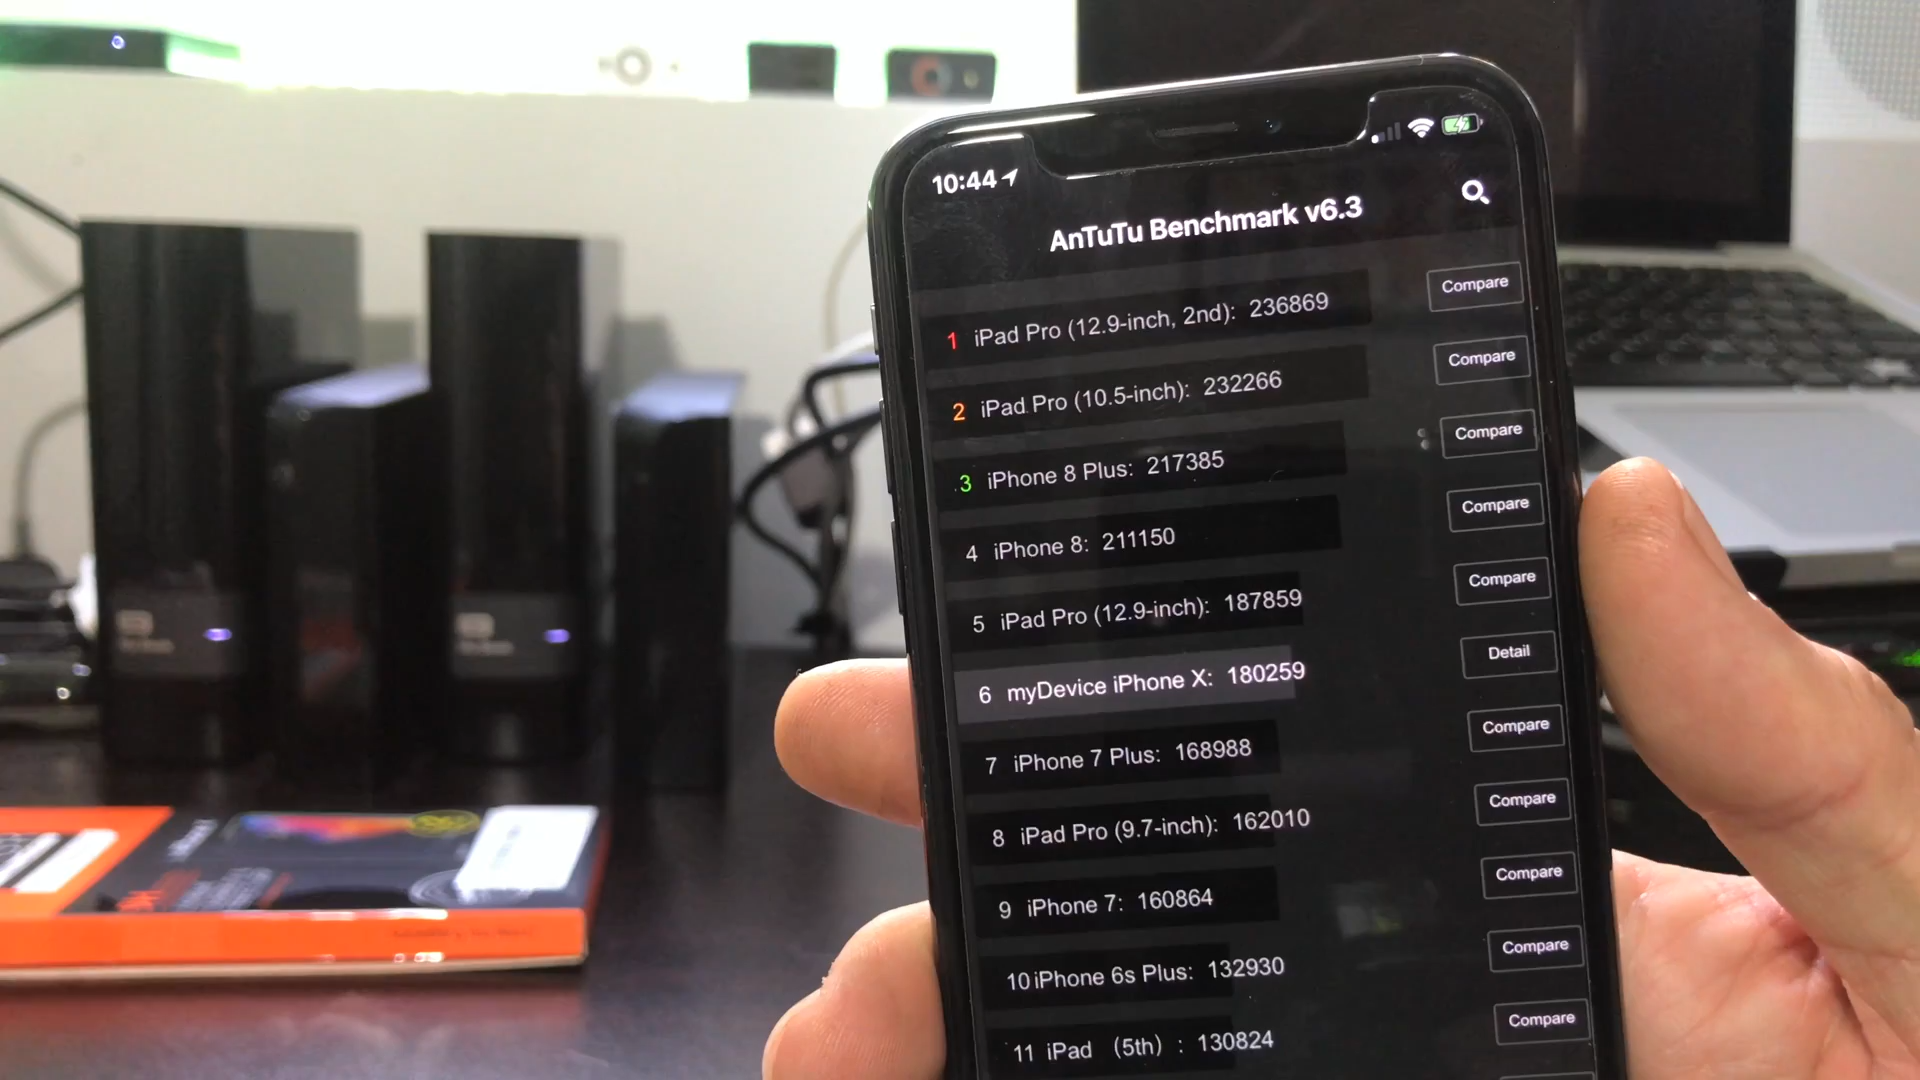 10:44
AnTuTu Benchmark v6.3
1 iPad Pro (12.9-inch, 2nd): 236869 Compare
2 iPad Pro (10.5-inch): 232266 Compare
3 iPhone 8 Plus: 217385 Compare
4 iPhone 8: 211150 Compare
5 iPad Pro (12.9-inch): 187859 Compare
6 myDevice iPhone X: 180259 Detail
7 iPhone 7 Plus: 168988 Compare
8 iPad Pro (9.7-inch): 162010 Compare
9 iPhone 7: 160864 Compare
10 iPhone 6s Plus: 132930 Compare
11 iPad (5th) : 130824 Compare